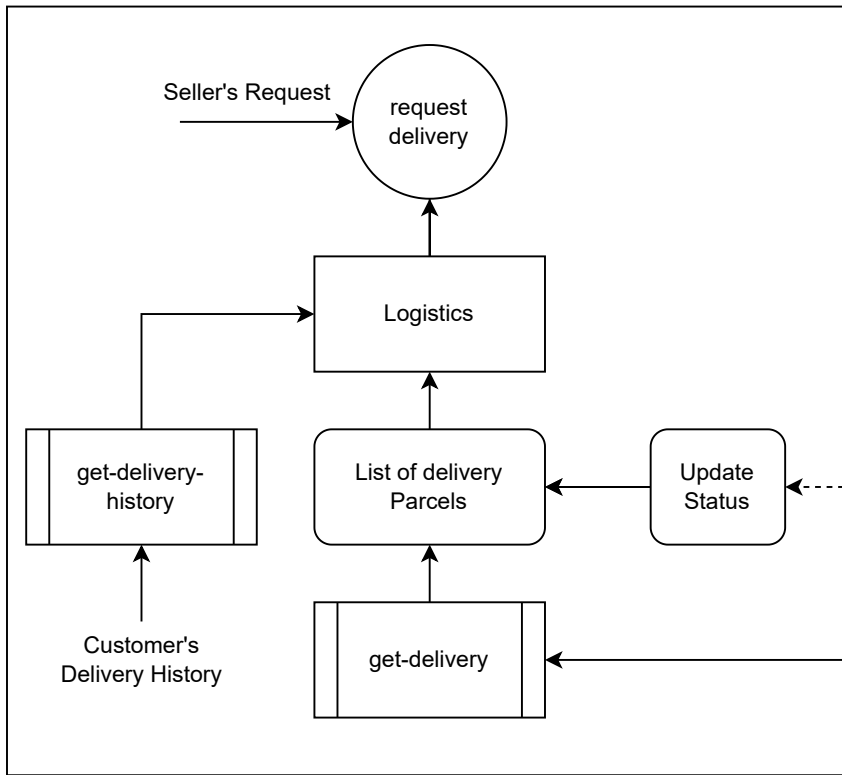 Seller's Request
request
delivery
Logistics
get-delivery-
history
List of delivery
Parcels
Update
Status
Customer's
Delivery History
get-delivery